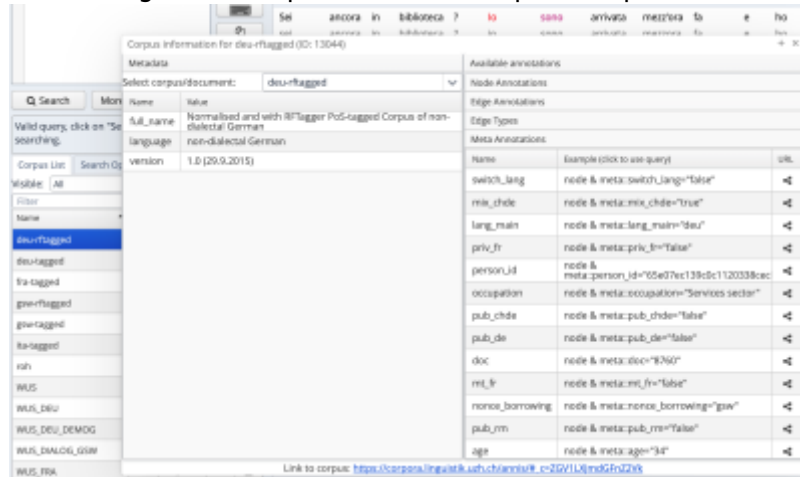 Sei ancora in biblioteca ? Io sono arrivata mezz'ora fa e ho
Corpus information for deu-rftagged (ID: 13044)
Metadata
Select corpus/document: deu-rftagged
Name Value
full_name Normalised and with RFTagger PoS-tagged Corpus of non-
dialectal German
language non-dialectal German
version 1.0 (29.9.2015)
Available annotations
Node Annotations
Edge Annotations
Edge Types
Meta Annotations
Name Example (click to use query) URL
switch_lang node & meta::switch_lang="false"
mix_chde node & meta::mix_chde="true"
lang_main node & meta::lang_main="deu"
priv_fr node & meta::priv_fr="false"
person_id node &
occupation node & meta::occupation="Services sector"
pub_chde node & meta::pub_chde="false"
pub_de node & meta::pub_de="false"
doc node & meta::doc="8760"
mt_fr node & meta::mt_fr="false"
nonce_borrowing node & meta::nonce_borrowing="gsw"
pub_rm node & meta::pub_rm="false"
age node & meta::age="34"
Link to corpus:
Search
Valid query, click on "Se
searching.
Corpus List Search Op
Visible: All
Filter
Name
deu-rftagged
deu-tagged
fra-tagged
gsw-rftagged
gsw-tagged
ita-tagged
roh
WUS
WUS_DEU
WUS_DEU_DEMOG
WUS_DIALOG_GSW
WUS_FRA